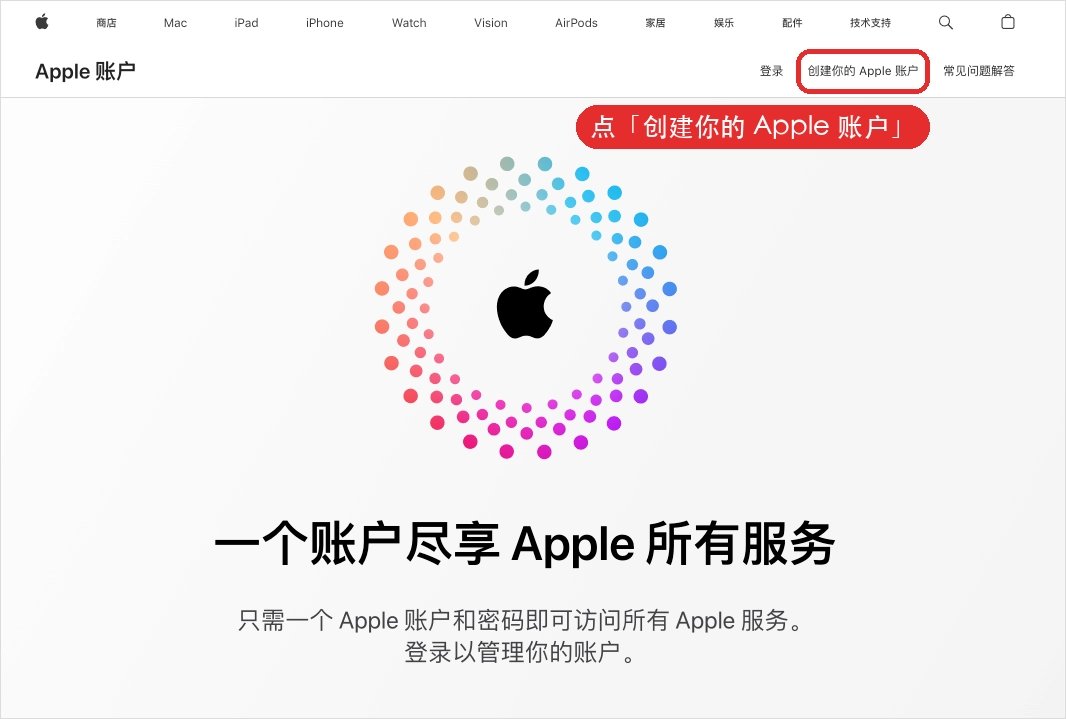 商店 Mac iPad iPhone Watch Vision AirPods 家居 娱乐 配件 技术支持
Apple 账户 登录 创建你的 Apple 账户 常见问题解答
点「创建你的 Apple 账户」
一个账户尽享 Apple 所有服务
只需一个 Apple 账户和密码即可访问所有 Apple 服务。
登录以管理你的账户。